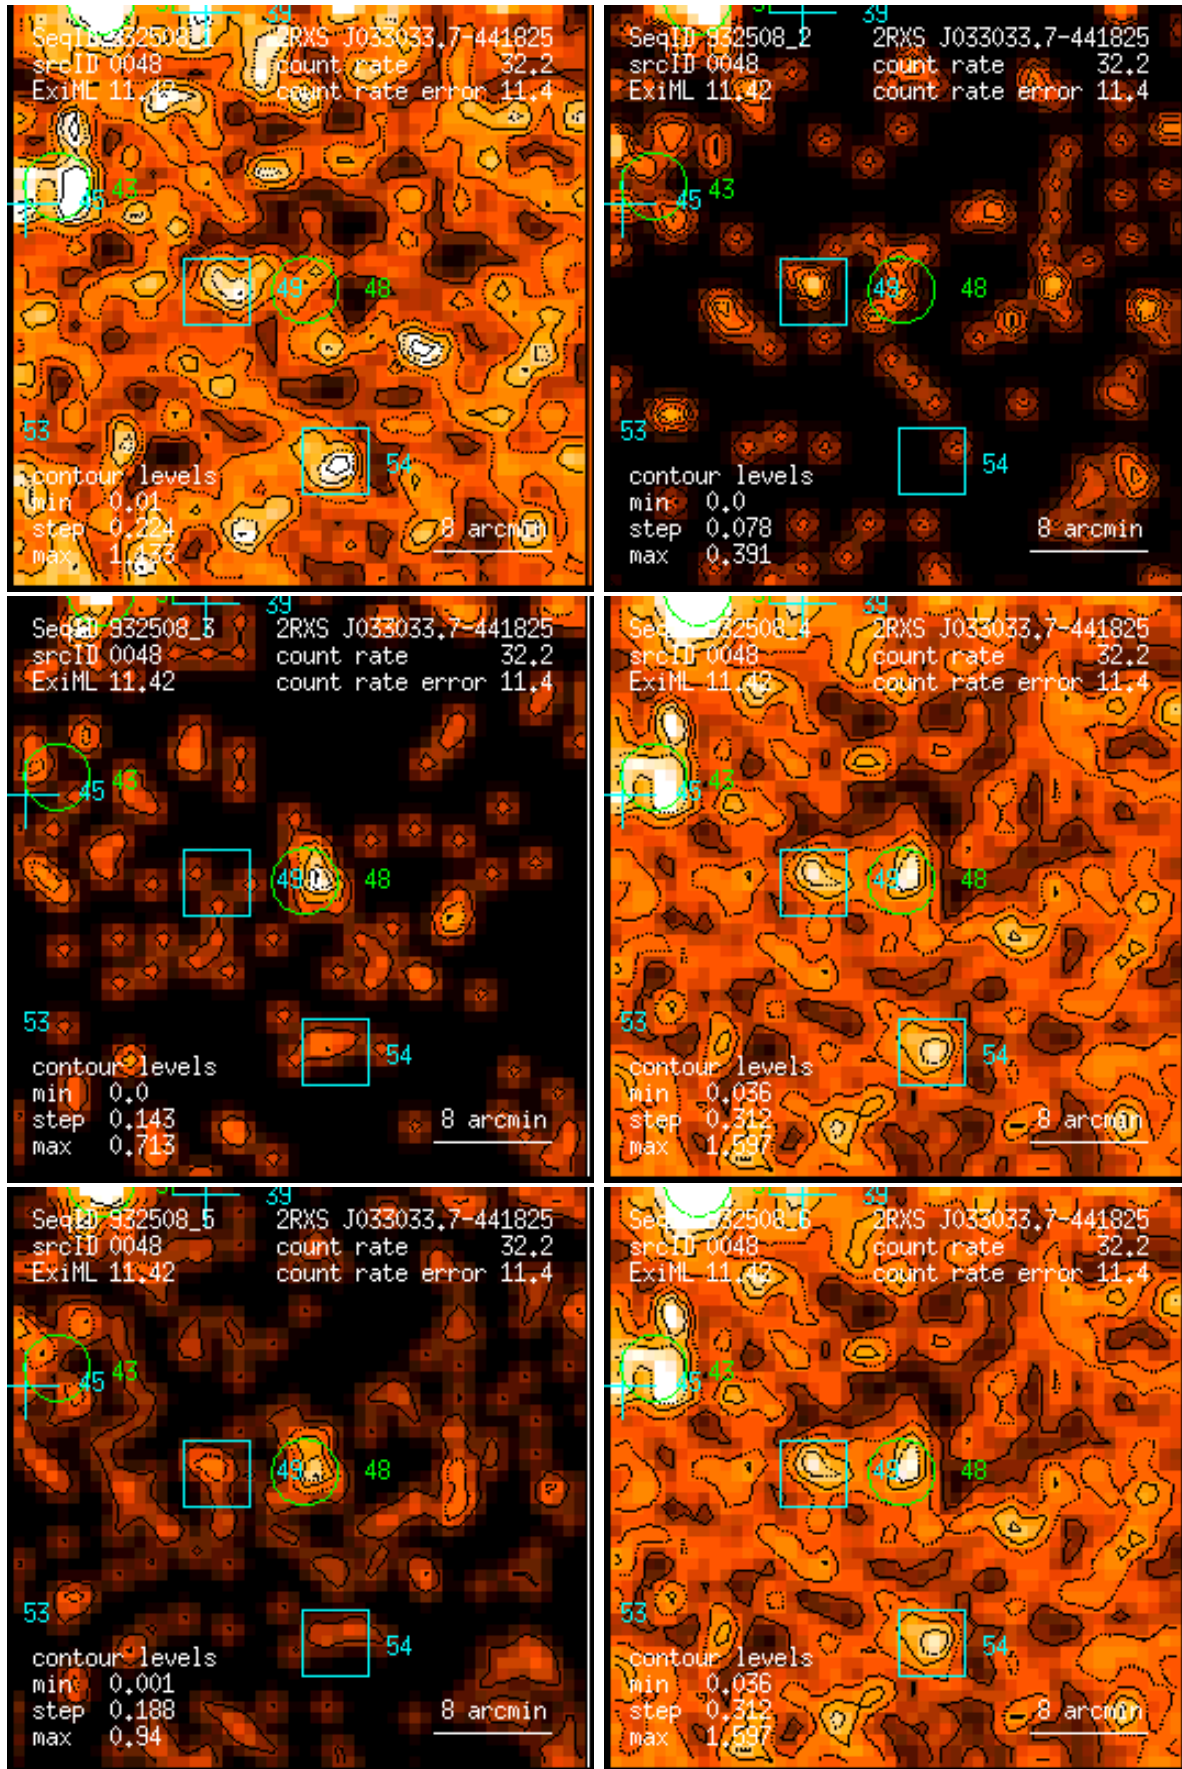 39
SeqID 932508_1 2RXS J033033.7-441825
srcID 0048 count rate 32.2
ExiML 11.42 count rate error 11.4
45 43
49 48
53
54
contour levels
min 0.01
step 0.224 8 arcmin
max 1.433
39
SeqID 932508_2 2RXS J033033.7-441825
srcID 0048 count rate 32.2
ExiML 11.42 count rate error 11.4
45 43
49 48
53
54
contour levels
min 0.0
step 0.078 8 arcmin
max 0.391
39
SeqID 932508_3 2RXS J033033.7-441825
srcID 0048 count rate 32.2
ExiML 11.42 count rate error 11.4
45 43
49 48
53
54
contour levels
min 0.0
step 0.143 8 arcmin
max 0.713
39
SeqID 932508_4 2RXS J033033.7-441825
srcID 0048 count rate 32.2
ExiML 11.42 count rate error 11.4
45 43
49 48
53
54
contour levels
min 0.036
step 0.312 8 arcmin
max 1.597
39
SeqID 932508_5 2RXS J033033.7-441825
srcID 0048 count rate 32.2
ExiML 11.42 count rate error 11.4
45 43
49 48
53
54
contour levels
min 0.001
step 0.188 8 arcmin
max 0.94
39
SeqID 932508_6 2RXS J033033.7-441825
srcID 0048 count rate 32.2
ExiML 11.42 count rate error 11.4
45 43
49 48
53
54
contour levels
min 0.036
step 0.312 8 arcmin
max 1.597